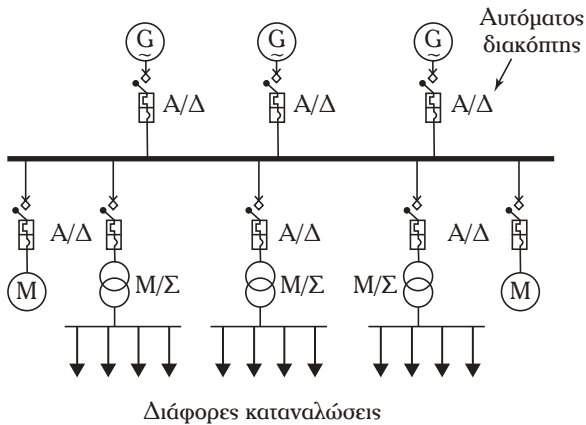 Αυτόματος
διακόπτης
G G G
~ ~ ~
Α/Δ Α/Δ Α/Δ
Α/Δ Α/Δ Α/Δ
M Μ/Σ Μ/Σ Μ/Σ M
Διάφορες καταναλώσεις